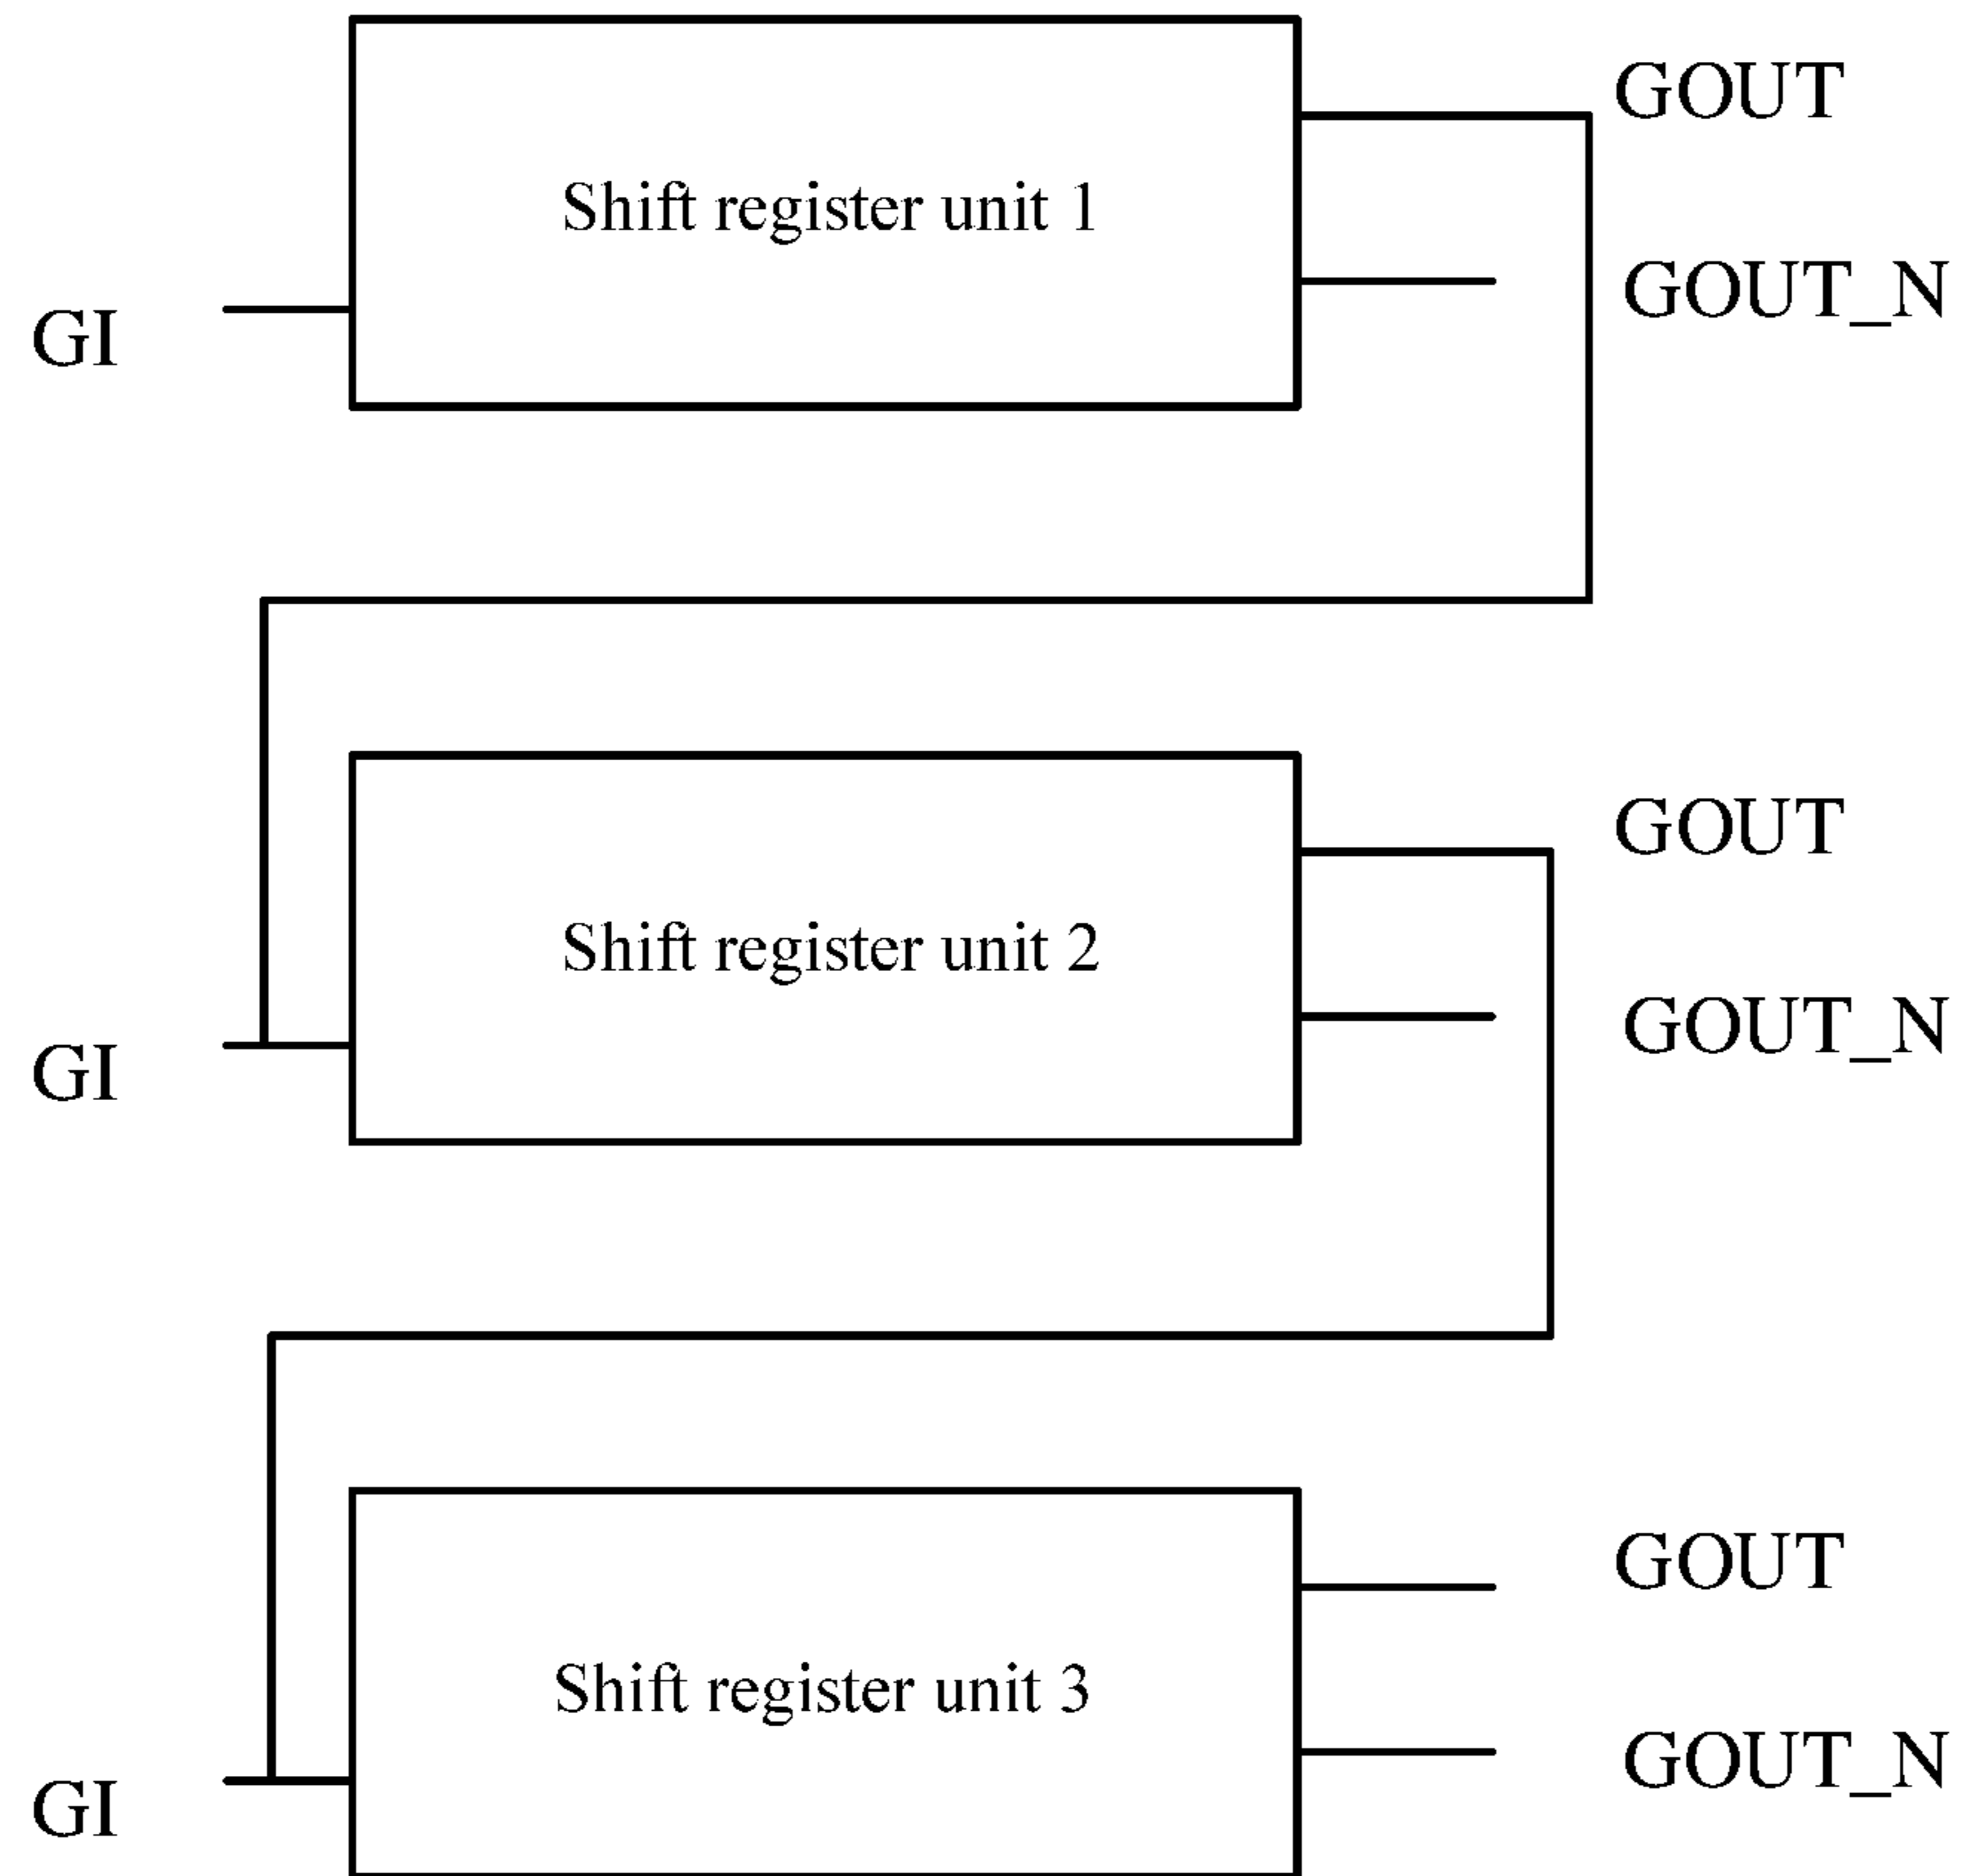 GOUT
Shift register unit 1
GOUT_N
GI
GOUT
Shift register unit 2
GOUT_N
GI
GOUT
Shift register unit 3
GOUT_N
GI